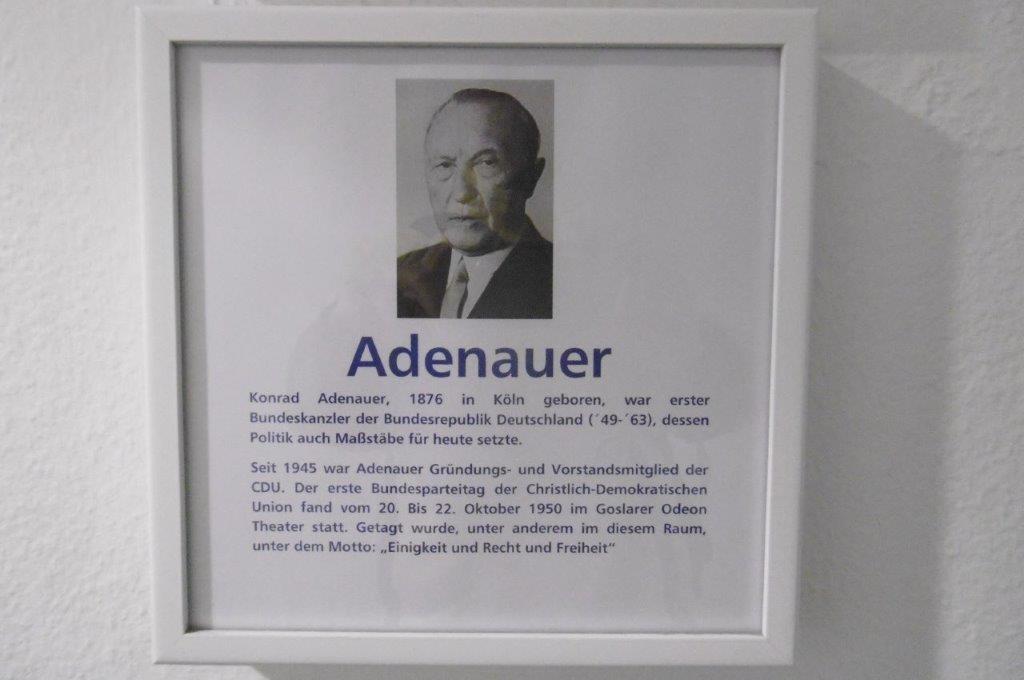 Adenauer
Konrad Adenauer, 1876 in Köln geboren, war erster
Bundeskanzler der Bundesrepublik Deutschland (´49-´63), dessen
Politik auch Maßstäbe für heute setzte.
Seit 1945 war Adenauer Gründungs- und Vorstandsmitglied der
CDU. Der erste Bundesparteitag der Christlich-Demokratischen
Union fand vom 20. Bis 22. Oktober 1950 im Goslarer Odeon
Theater statt. Getagt wurde, unter anderem im diesem Raum,
unter dem Motto: „Einigkeit und Recht und Freiheit“